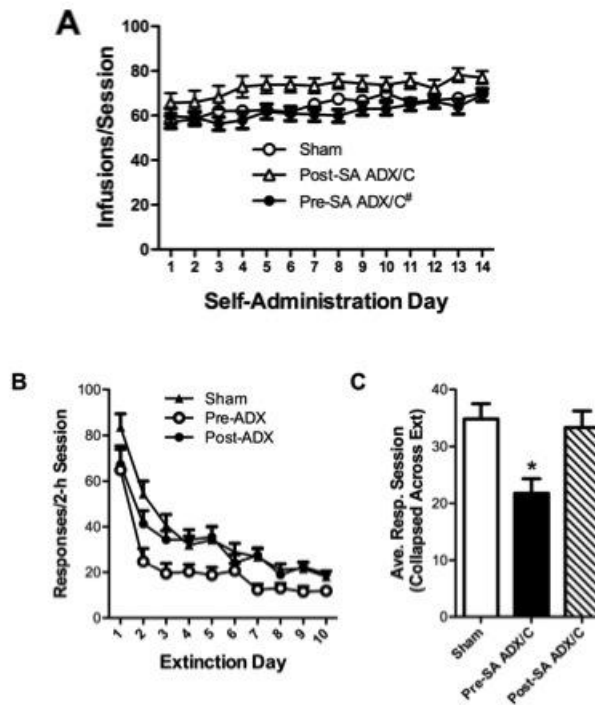 A
Infusions/Session
100
80
60
40
20
0
Sham
Post-SA ADX/C
Pre-SA ADX/C#
1 2 3 4 5 6 7 8 9 10 11 12 13 14
Self-Administration Day
B
Responses/2-h Session
100
80
60
40
20
0
Sham
Pre-ADX
Post-ADX
1 2 3 4 5 6 7 8 9 10
Extinction Day
C
Ave. Resp. Session
(Collapsed Across Ext)
40
30
20
10
0
*
Sham
Pre-SA ADX/C
Post-SA ADX/C